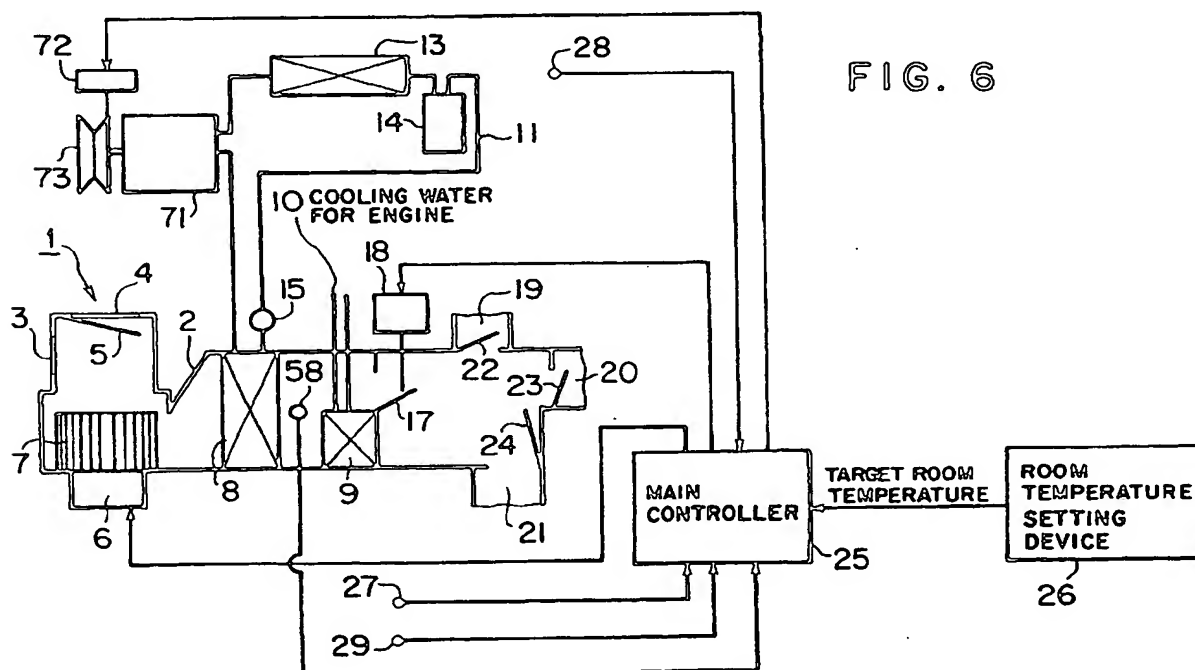 FIG. 6
72
13
28
14
11
73
71
10 COOLING WATER
FOR ENGINE
1
4
18
19
15
3
2
5
22
20
23
58
17
24
7
8
9
6
21
MAIN
CONTROLLER
25
TARGET ROOM
TEMPERATURE
ROOM
TEMPERATURE
SETTING
DEVICE
26
27
29